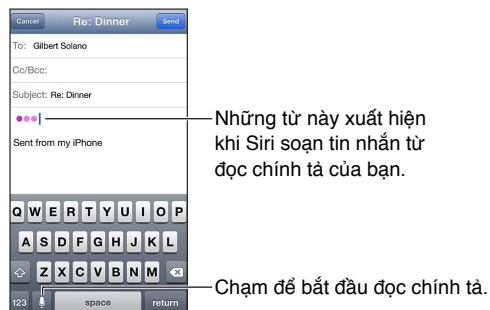 Cancel Re: Dinner Send
To: Gilbert Solano
Cc/Bcc:
Subject: Re: Dinner
Sent from my iPhone
Những từ này xuất hiện
khi Siri soạn tin nhắn từ
đọc chính tả của bạn.
Q W E R T Y U I O P
A S D F G H J K L
Z X C V B N M
123 space return
Chạm để bắt đầu đọc chính tả.